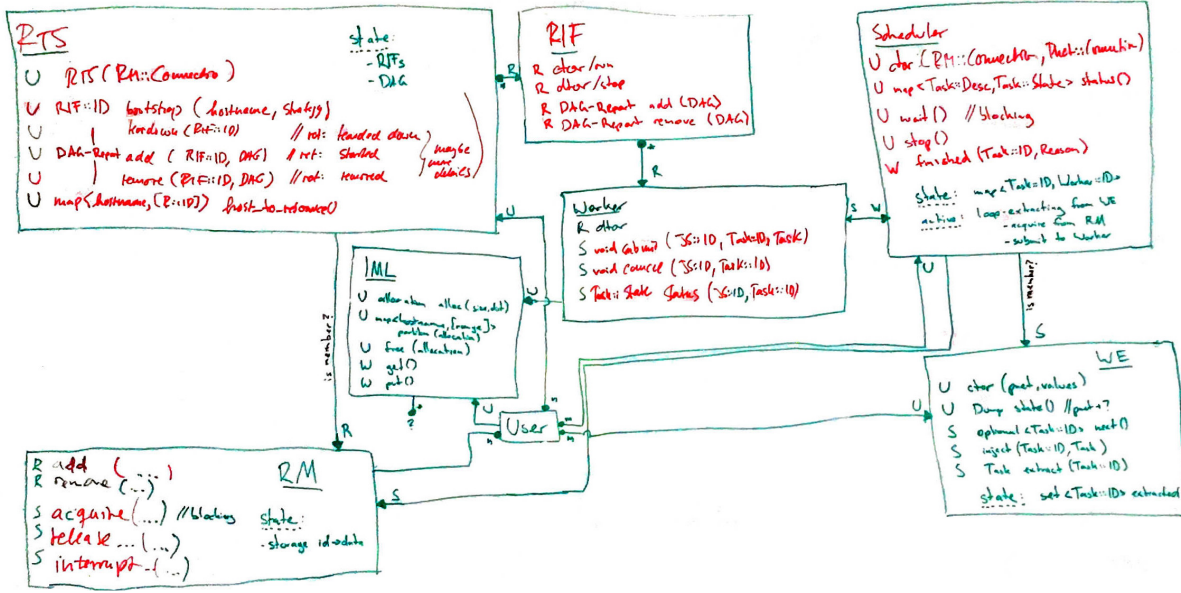 RTS
state:
- RIFs
- DAG
U RTS (RM::Connection)
U RIF::ID bootstrap (hostname, strategy)
U teardown (RIF::ID) // ret: teared down
U DAG-Report add (RIF::ID, DAG) // ret: started
U remove (RIF::ID, DAG) // ret: removed
maybe
more
details
U map<hostname, [R::ID]> host_to_resource()
R
*
RIF
R ctor/run
R dtor/stop
R DAG-Report add (DAG)
R DAG-Report remove (DAG)
*
R
Scheduler
U ctor (RM::Connection, Pnet::Connection)
U map<Task::Desc, Task::State> status()
U wait() // blocking
U stop()
W finished (Task::ID, Reason)
state: map<Task::ID, Worker::ID>
active: loop-extracting from WE
- acquire from RM
- submit to Worker
S W
Worker
R dtor
S void submit (JS::ID, Task::ID, Task)
S void cancel (JS::ID, Task::ID)
S Task::State status (JS::ID, Task::ID)
U
U
U
is member?
S
IML
U allocation alloc (size, dist)
U map<hostname, [range]>
partition (allocation)
U free (allocation)
W get()
W put()
*
?
is member?
R
U
n
User
n
n
n
U
WE
U ctor (pnet, values)
U Dump state() // pnet+?
S optional<Task::ID> next()
S inject (Task::ID, Task)
S Task extract (Task::ID)
state: set<Task::ID> extracted
RM
R add (....)
R remove (...)
S acquire (...) // blocking
S release ... (...)
S interrupt - (...)
state:
- storage id→data
S